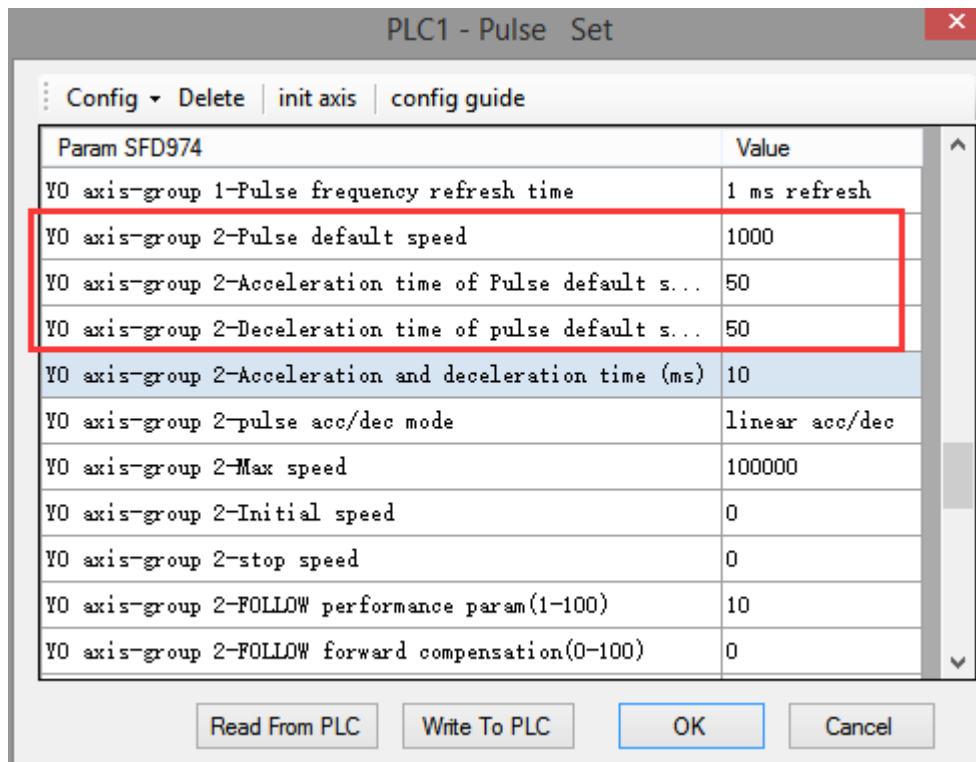 PLC1 - Pulse Set
Config Delete init axis config guide
Param SFD974 Value
Y0 axis-group 1-Pulse frequency refresh time 1 ms refresh
Y0 axis-group 2-Pulse default speed 1000
Y0 axis-group 2-Acceleration time of Pulse default s... 50
Y0 axis-group 2-Deceleration time of pulse default s... 50
Y0 axis-group 2-Acceleration and deceleration time (ms) 10
Y0 axis-group 2-pulse acc/dec mode linear acc/dec
Y0 axis-group 2-Max speed 100000
Y0 axis-group 2-Initial speed 0
Y0 axis-group 2-stop speed 0
Y0 axis-group 2-FOLLOW performance param(1-100) 10
Y0 axis-group 2-FOLLOW forward compensation(0-100) 0
Read From PLC Write To PLC OK Cancel